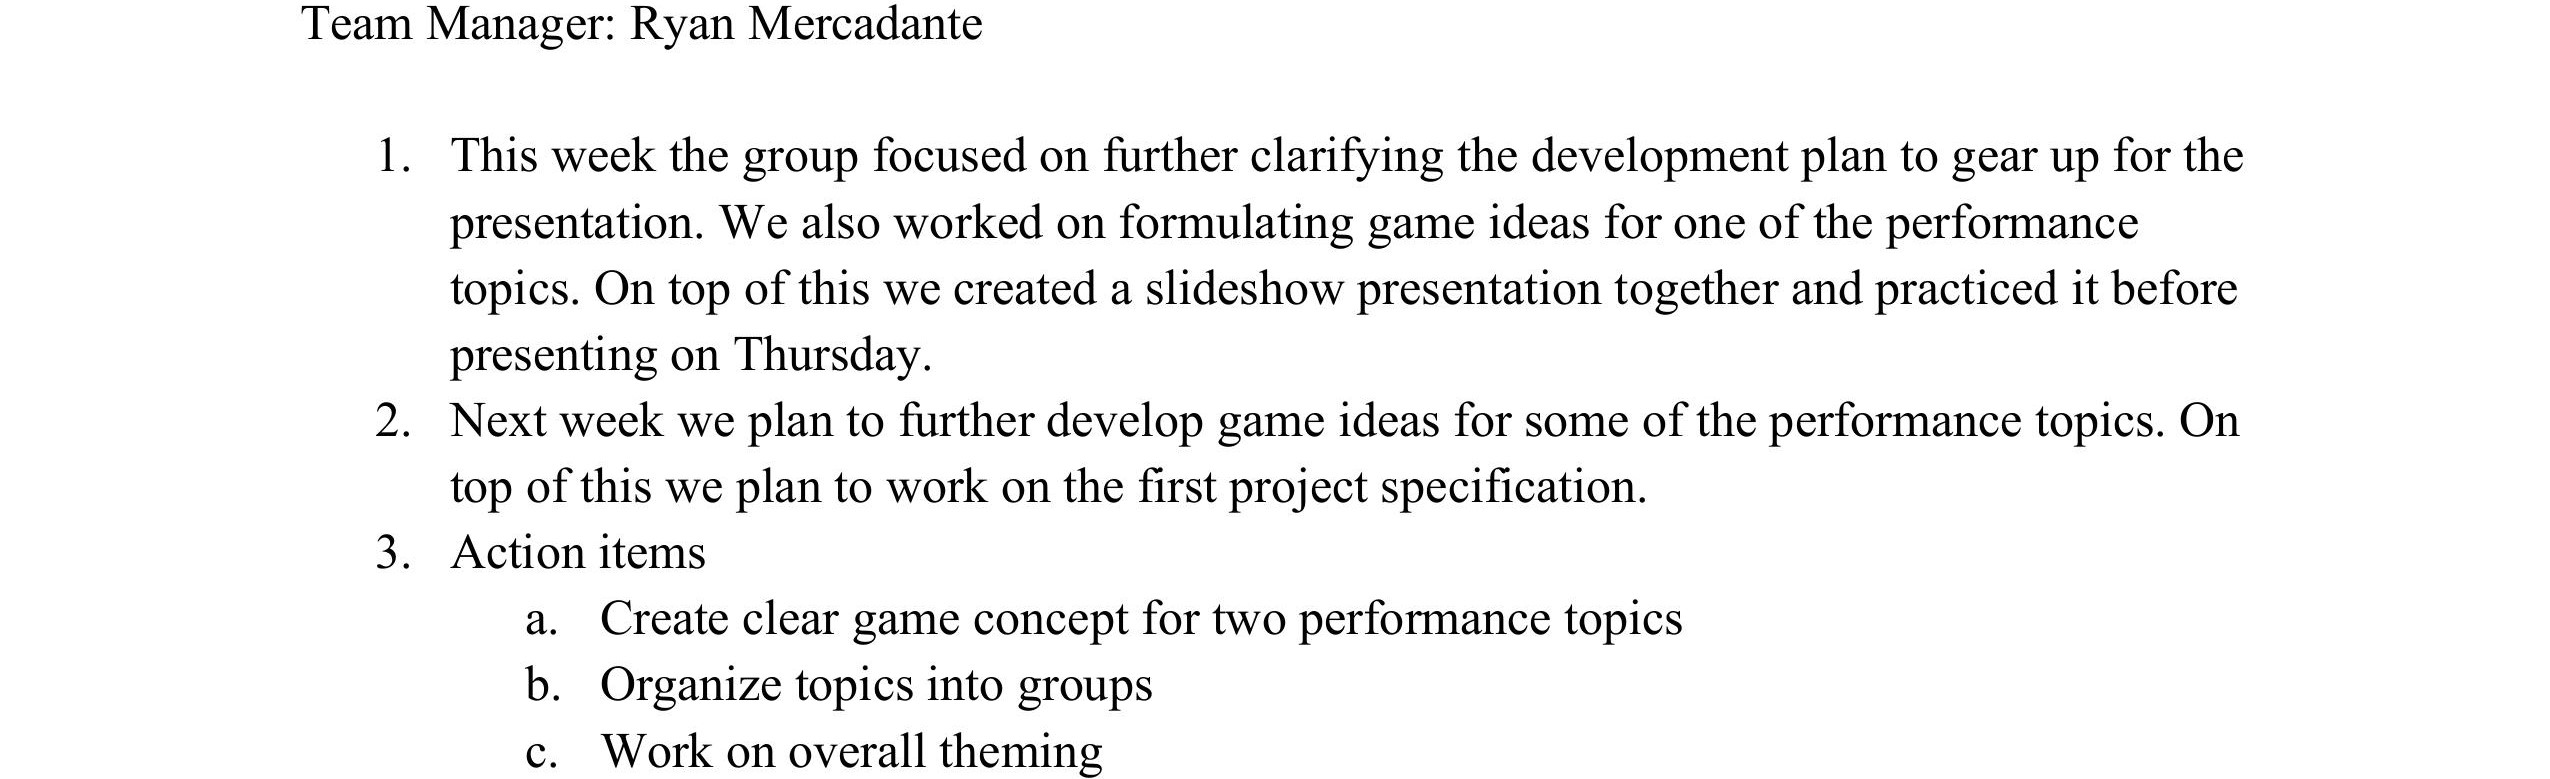 Team Manager: Ryan Mercadante
1. This week the group focused on further clarifying the development plan to gear up for the
presentation. We also worked on formulating game ideas for one of the performance
topics. On top of this we created a slideshow presentation together and practiced it before
presenting on Thursday.
2. Next week we plan to further develop game ideas for some of the performance topics. On
top of this we plan to work on the first project specification.
3. Action items
a. Create clear game concept for two performance topics
b. Organize topics into groups
c. Work on overall theming